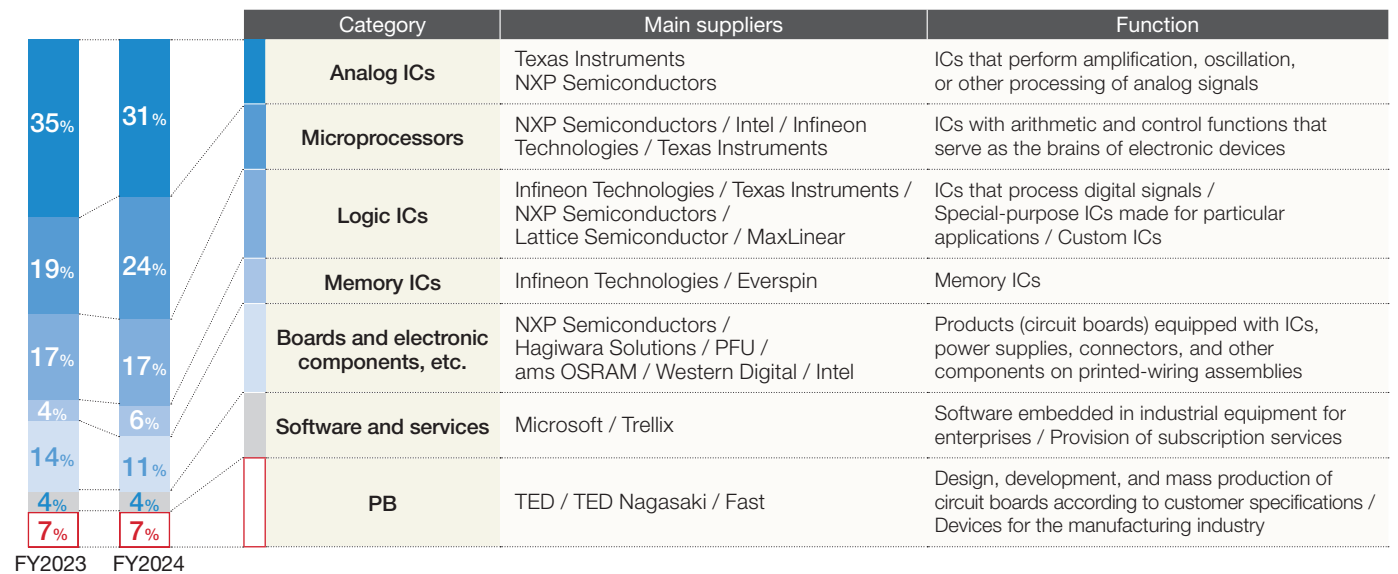 Category Main suppliers Function
35%
19%
17%
4%
14%
4%
7%
FY2023
31%
24%
17%
6%
11%
4%
7%
FY2024
Analog ICs
Texas Instruments
NXP Semiconductors
ICs that perform amplification, oscillation,
or other processing of analog signals
Microprocessors
NXP Semiconductors / Intel / Infineon
Technologies / Texas Instruments
ICs with arithmetic and control functions that
serve as the brains of electronic devices
Logic ICs
Infineon Technologies / Texas Instruments /
NXP Semiconductors /
Lattice Semiconductor / MaxLinear
ICs that process digital signals /
Special-purpose ICs made for particular
applications / Custom ICs
Memory ICs
Infineon Technologies / Everspin
Memory ICs
Boards and electronic
components, etc.
NXP Semiconductors /
Hagiwara Solutions / PFU /
ams OSRAM / Western Digital / Intel
Products (circuit boards) equipped with ICs,
power supplies, connectors, and other
components on printed-wiring assemblies
Software and services
Microsoft / Trellix
Software embedded in industrial equipment for
enterprises / Provision of subscription services
PB
TED / TED Nagasaki / Fast
Design, development, and mass production of
circuit boards according to customer specifications /
Devices for the manufacturing industry